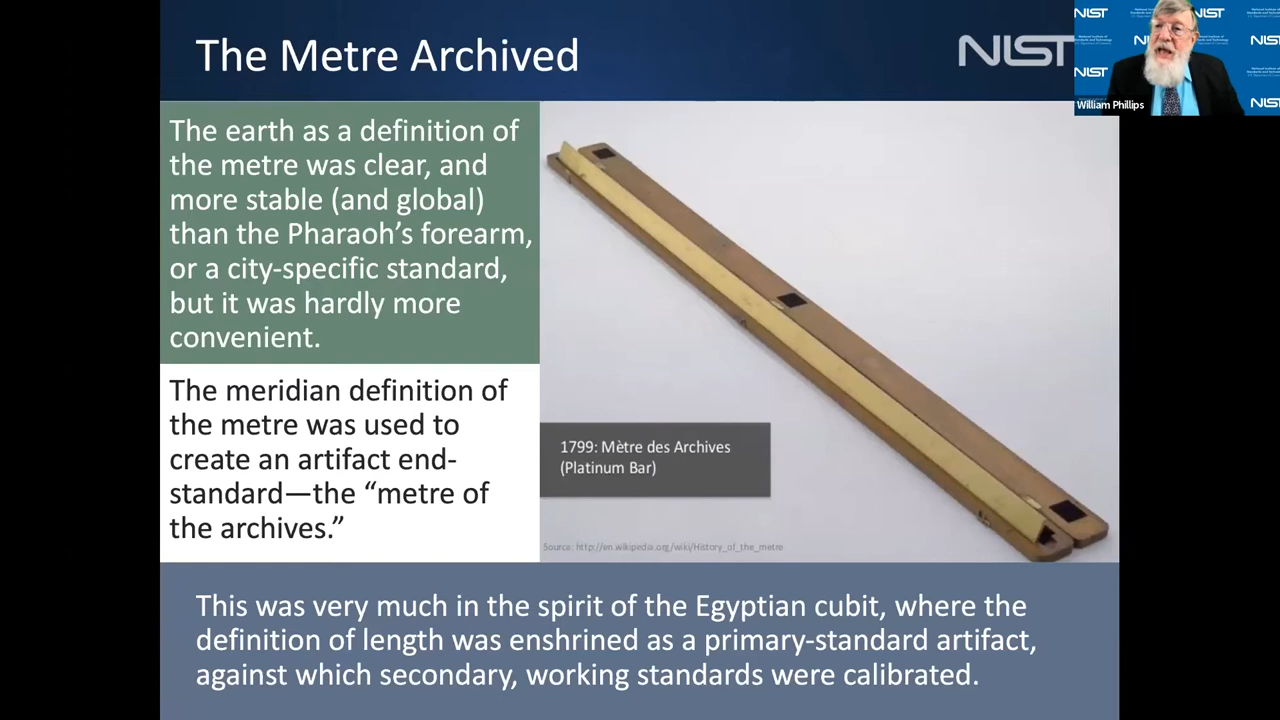 The Metre Archived
NIST
NIST
NIST
NIST
NIST
NIST
William Phillips
The earth as a definition of
the metre was clear, and
more stable (and global)
than the Pharaoh's forearm,
or a city-specific standard,
but it was hardly more
convenient.
The meridian definition of
the metre was used to
create an artifact end-
standard—the “metre of
the archives.”
1799: Mètre des Archives
(Platinum Bar)
Source: http://en.wikipedia.org/wiki/History_of_the_metre
This was very much in the spirit of the Egyptian cubit, where the
definition of length was enshrined as a primary-standard artifact,
against which secondary, working standards were calibrated.